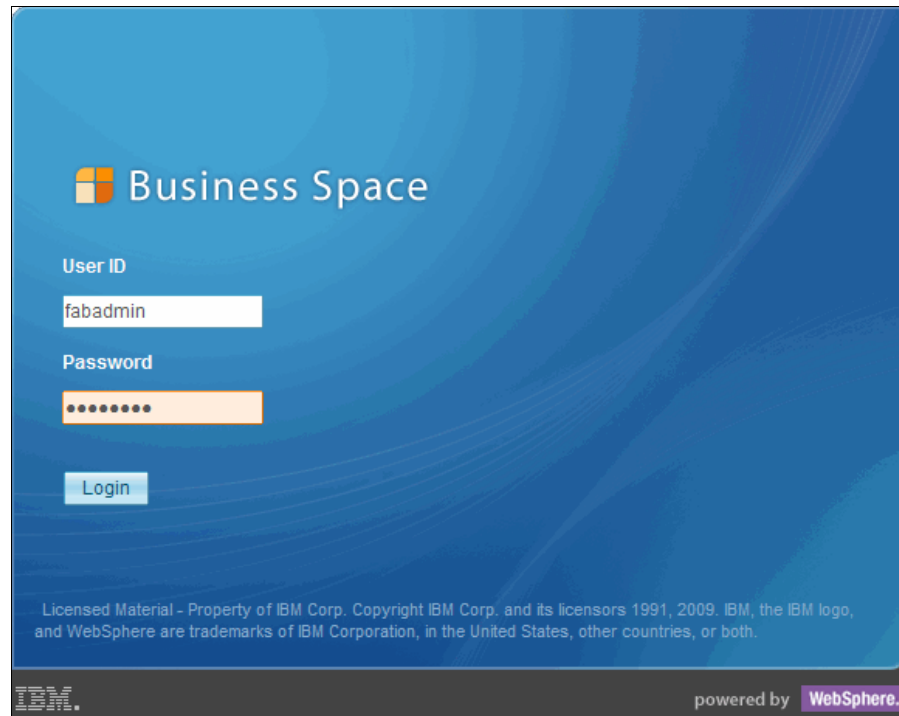 Business Space
User ID
fabadmin
Password
••••••••
Login
Licensed Material - Property of IBM Corp. Copyright IBM Corp. and its licensors 1991, 2009. IBM, the IBM logo,
and WebSphere are trademarks of IBM Corporation, in the United States, other countries, or both.
IBM.
powered by WebSphere.